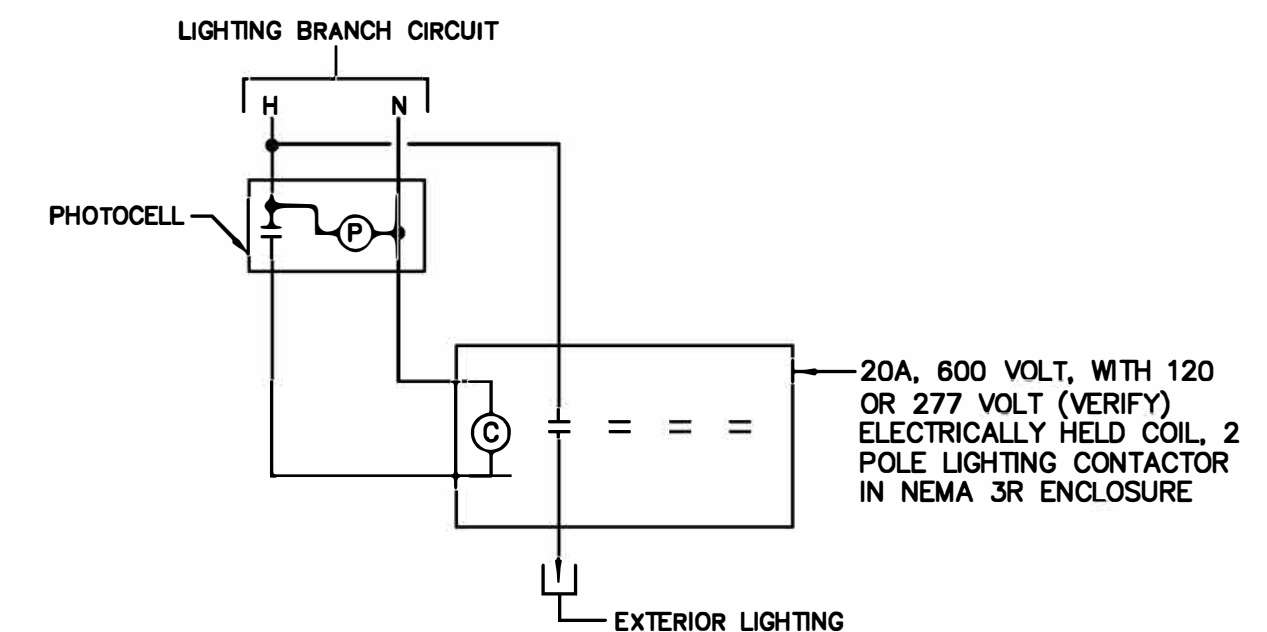 LIGHTING BRANCH CIRCUIT
H N
PHOTOCELL
P
C
20A, 600 VOLT, WITH 120
OR 277 VOLT (VERIFY)
ELECTRICALLY HELD COIL, 2
POLE LIGHTING CONTACTOR
IN NEMA 3R ENCLOSURE
EXTERIOR LIGHTING